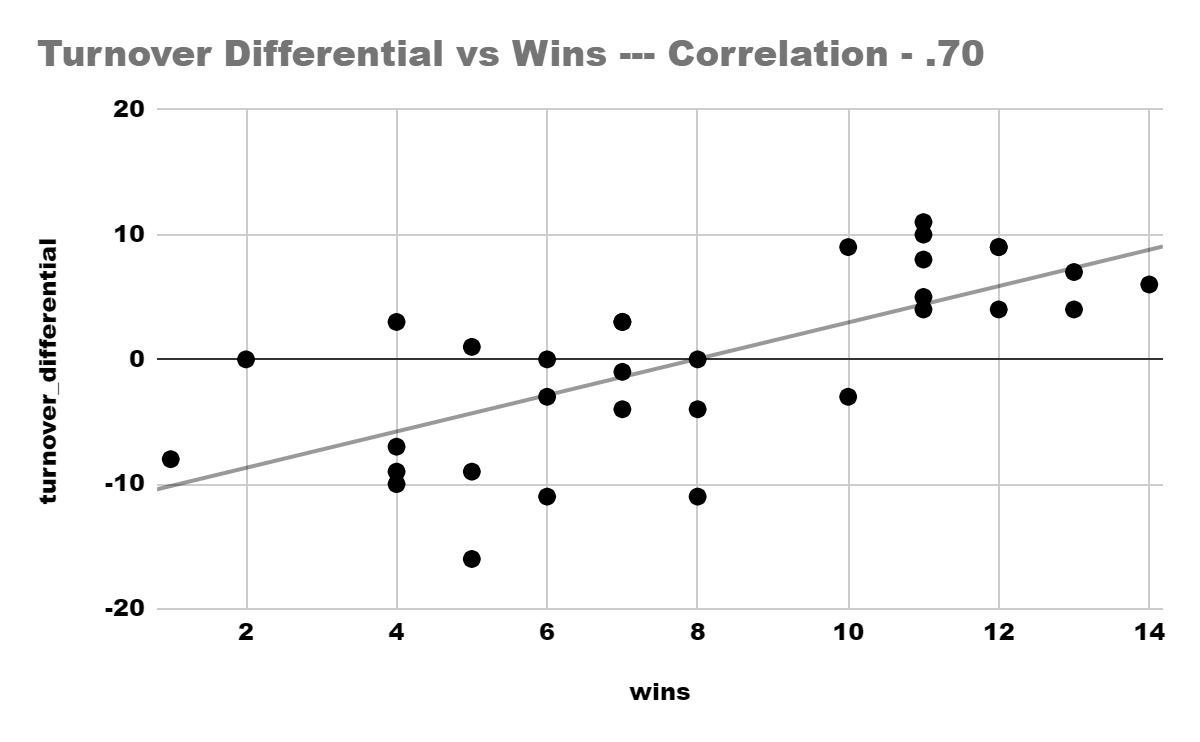 Turnover Differential vs Wins --- Correlation - .70
20
10
0
-10
-20
turnover_differential
2 4 6 8 10 12 14
wins